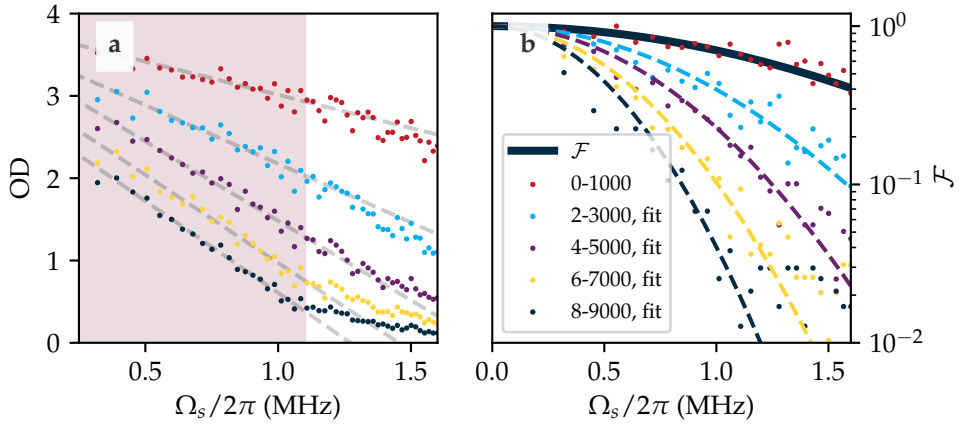 a
OD
4
3
2
1
0
0.5
1.0
1.5
Ω_s/2π (MHz)
b
ℱ
0-1000
2-3000, fit
4-5000, fit
6-7000, fit
8-9000, fit
10⁰
10⁻¹
10⁻²
ℱ
0.0
0.5
1.0
1.5
Ω_s/2π (MHz)